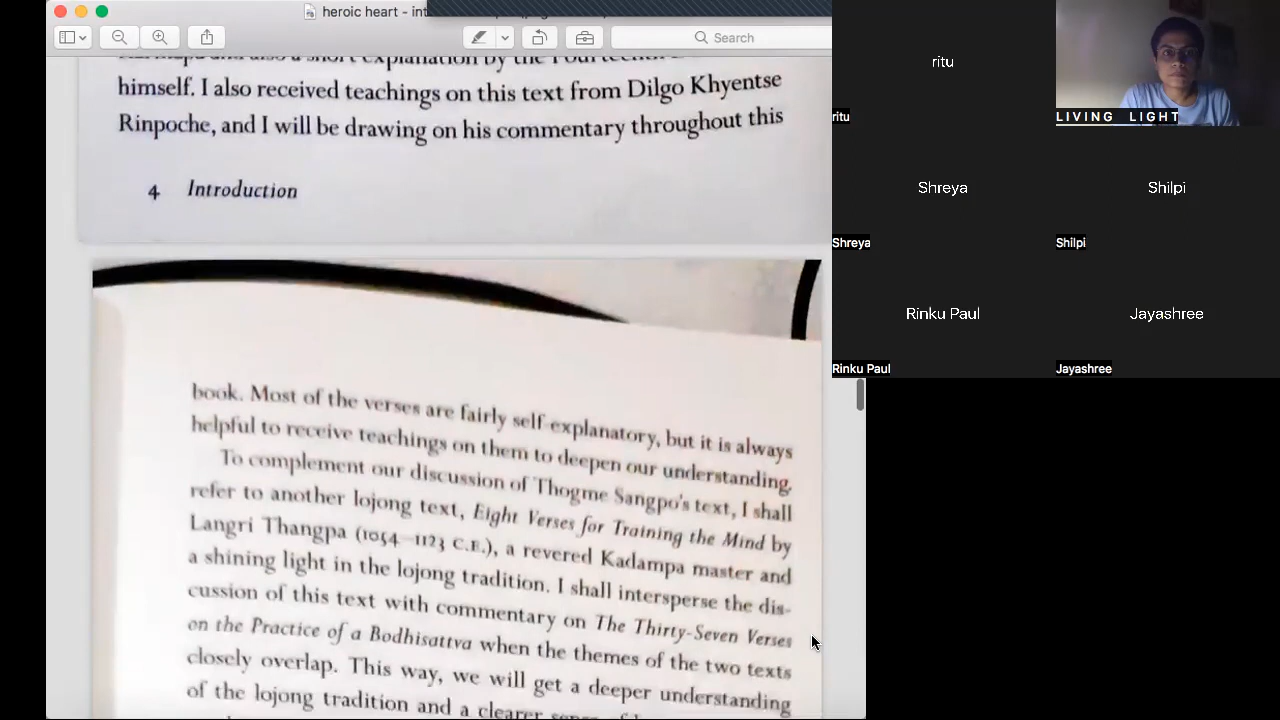 heroic heart - int
Search
himself. I also received teachings on this text from Dilgo Khyentse
Rinpoche, and I will be drawing on his commentary throughout this
4 Introduction
book. Most of the verses are fairly self-explanatory, but it is always
helpful to receive teachings on them to deepen our understanding.
To complement our discussion of Thogme Sangpo's text, I shall
refer to another lojong text, Eight Verses for Training the Mind by
Langri Thangpa (1054–1123 C.E.), a revered Kadampa master and
a shining light in the lojong tradition. I shall intersperse the dis-
cussion of this text with commentary on The Thirty-Seven Verses
on the Practice of a Bodhisattva when the themes of the two texts
closely overlap. This way, we will get a deeper understanding
of the lojong tradition and a clearer
ritu
ritu
LIVING LIGHT
Shreya
Shreya
Shilpi
Shilpi
Rinku Paul
Rinku Paul
Jayashree
Jayashree